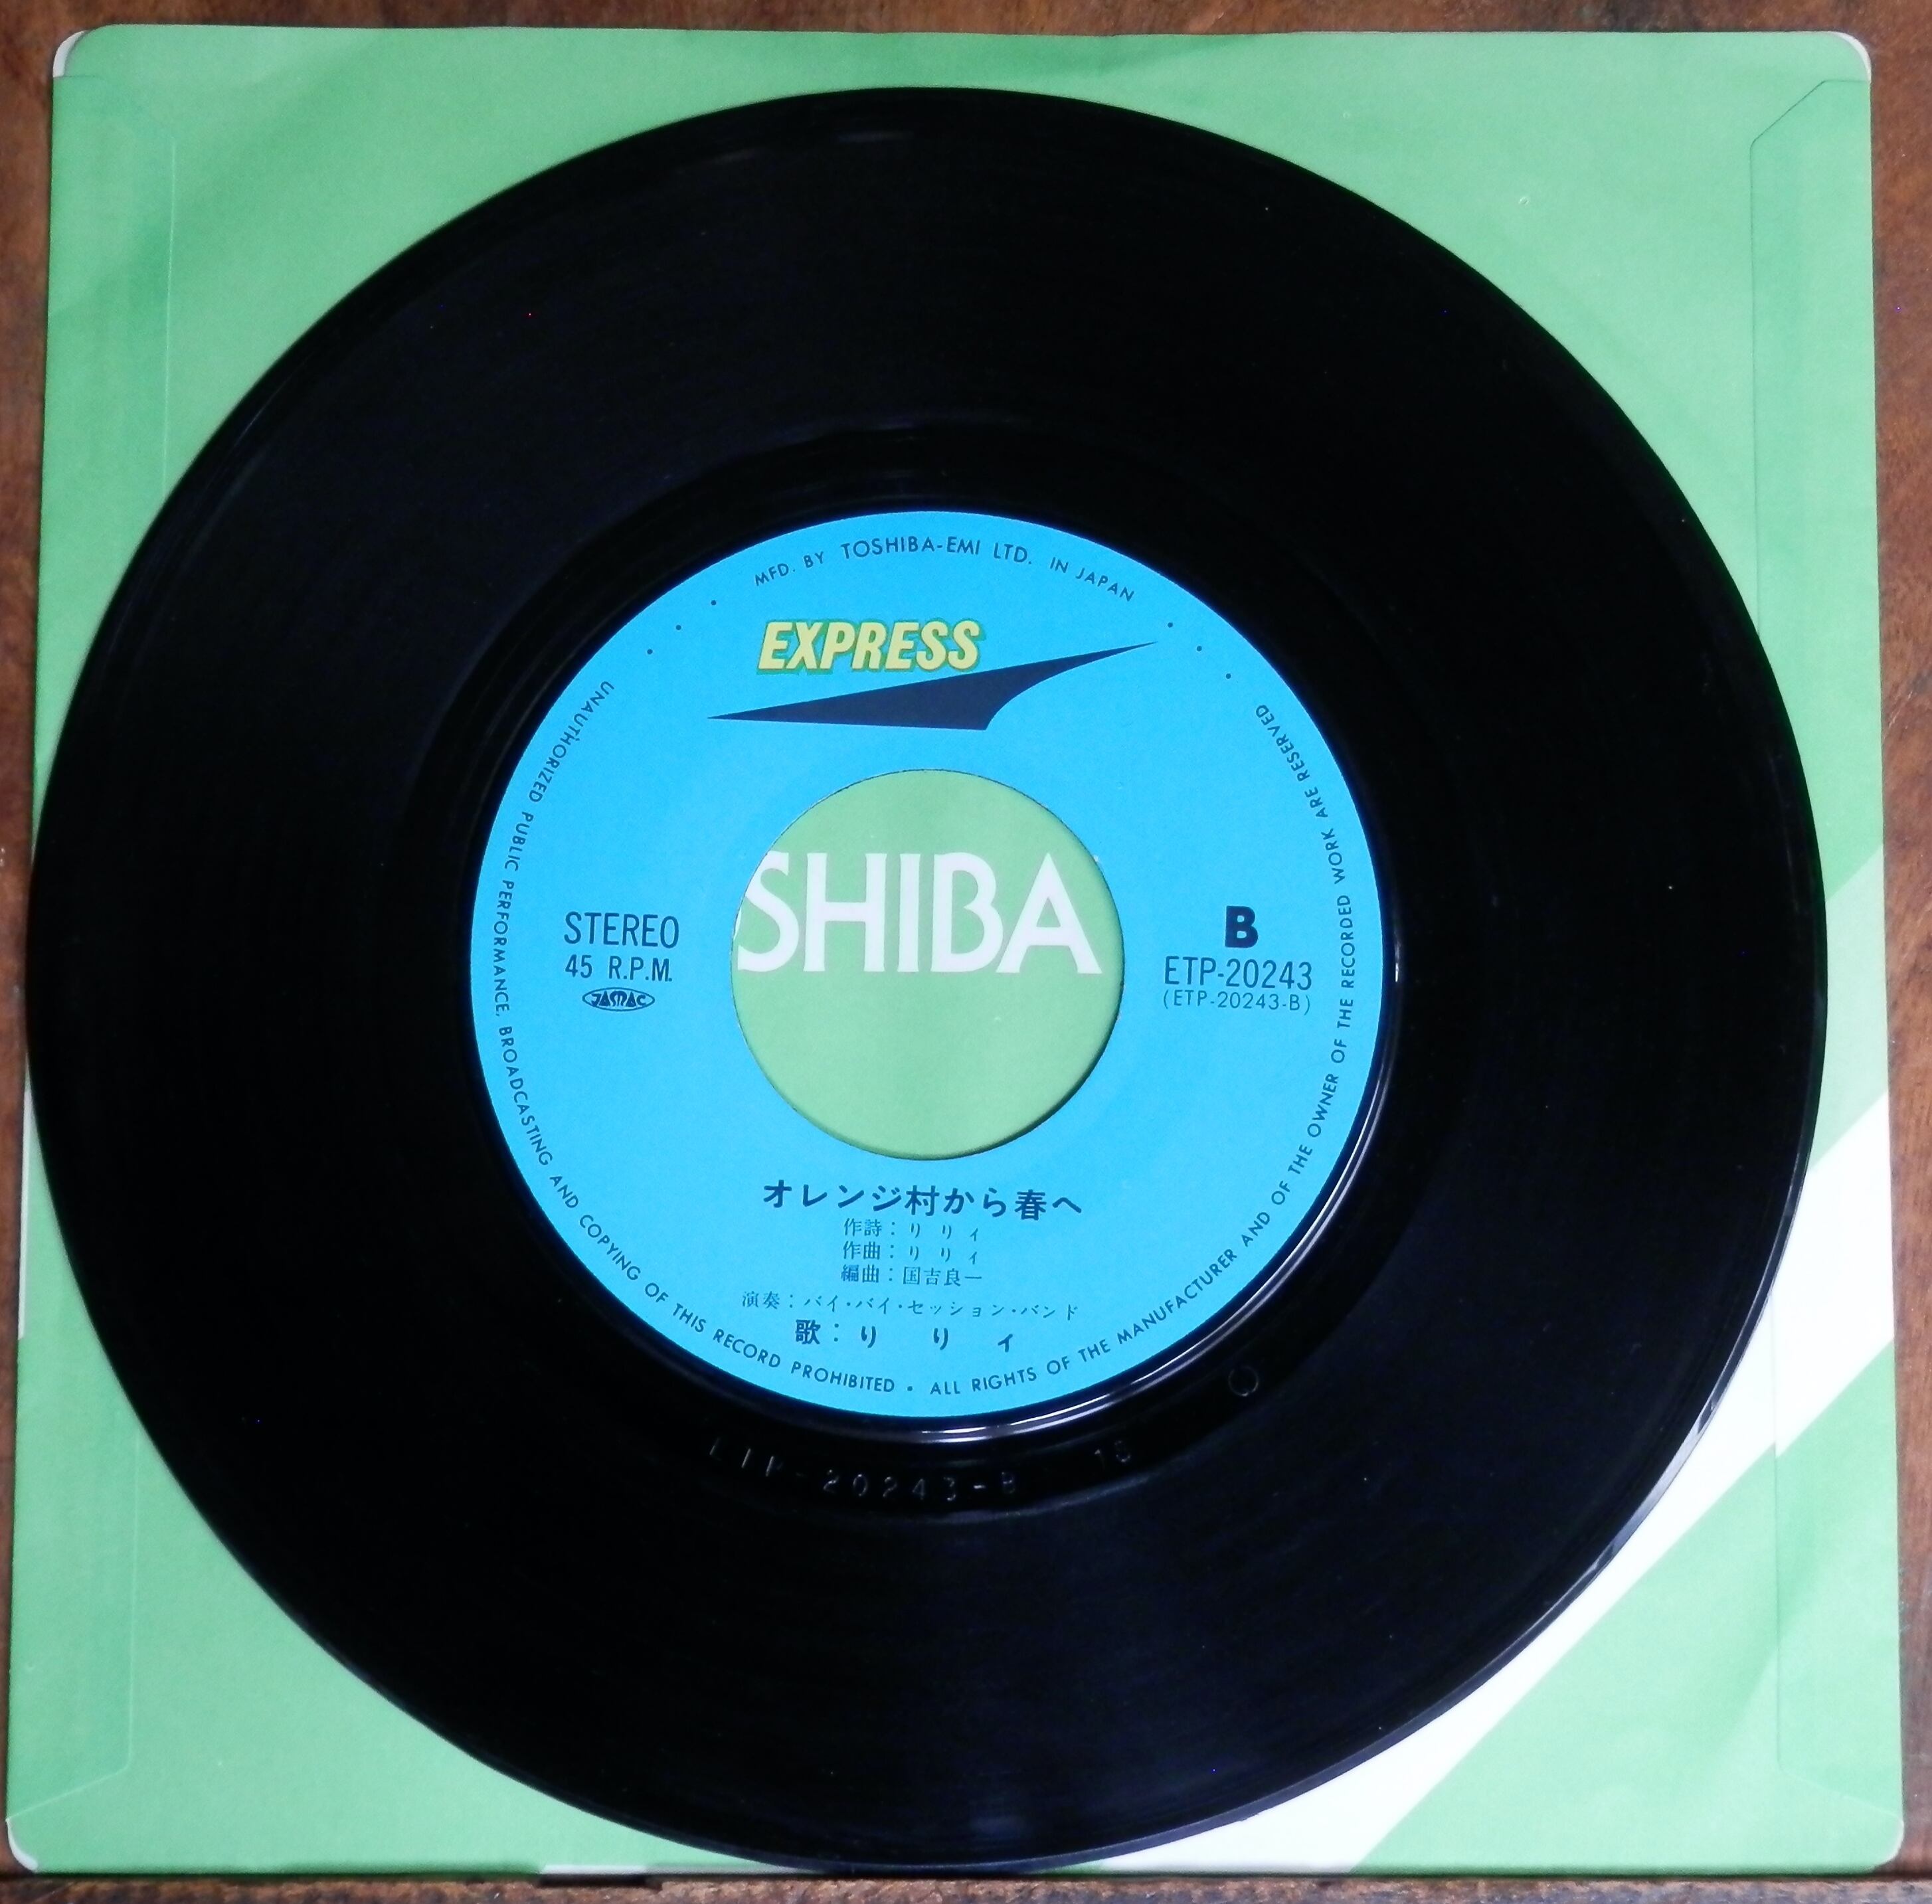 MFD. BY TOSHIBA-EMI LTD. IN JAPAN
EXPRESS
SHIBA
STEREO
45 R.P.M.
JASRAC
B
ETP-20243
(ETP-20243-B)
オレンジ村から春へ
作詩：りりィ
作曲：りりィ
編曲：国吉良一
演奏：バイ・バイ・セッション・バンド
歌：りりィ
UNAUTHORIZED PUBLIC PERFORMANCE, BROADCASTING AND COPYING OF THIS RECORD PROHIBITED • ALL RIGHTS OF THE MANUFACTURER AND OF THE OWNER OF THE RECORDED WORK ARE RESERVED
ETP-20243-B